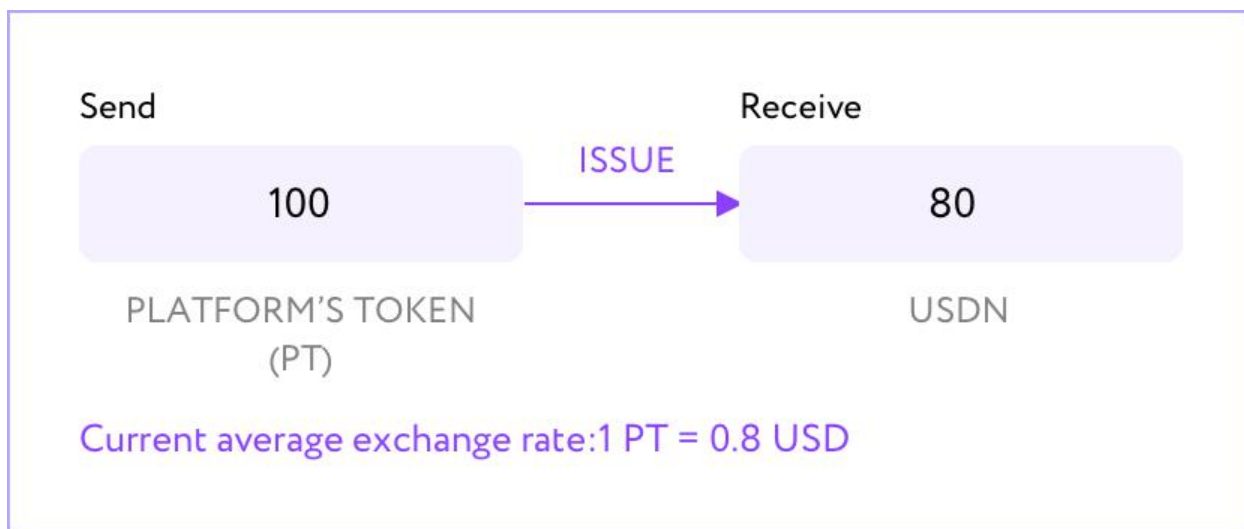 Send
Receive
ISSUE
100
80
PLATFORM’S TOKEN
(PT)
USDN
Current average exchange rate:1 PT = 0.8 USD